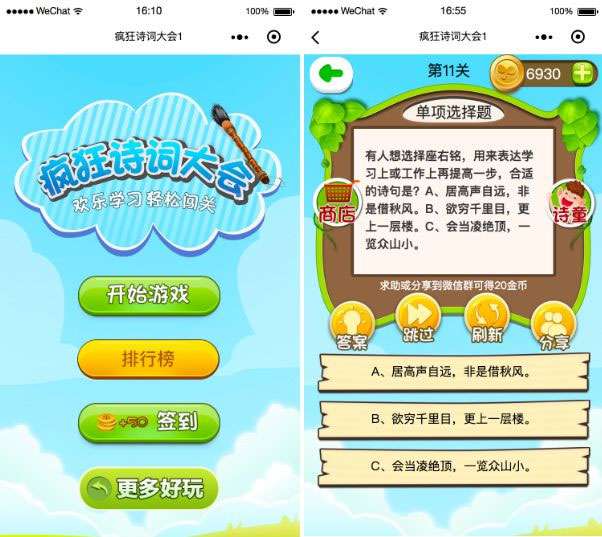 ●●●●● WeChat
16:10
100%
疯狂诗词大会1
疯狂诗词大会
欢乐学习 轻松闯关
开始游戏
排行榜
+50 签到
更多好玩
●●●●● WeChat
16:55
100%
疯狂诗词大会1
第11关
6930
单项选择题
有人想选择座右铭，用来表达学
习上或工作上再提高一步，合适
的诗句是？A、居高声自远，非
是借秋风。B、欲穷千里目，更
上一层楼。C、会当凌绝顶，一
览众山小。
商店
诗童
求助或分享到微信群可得20金币
答案
跳过
刷新
分享
A、居高声自远，非是借秋风。
B、欲穷千里目，更上一层楼。
C、会当凌绝顶，一览众山小。